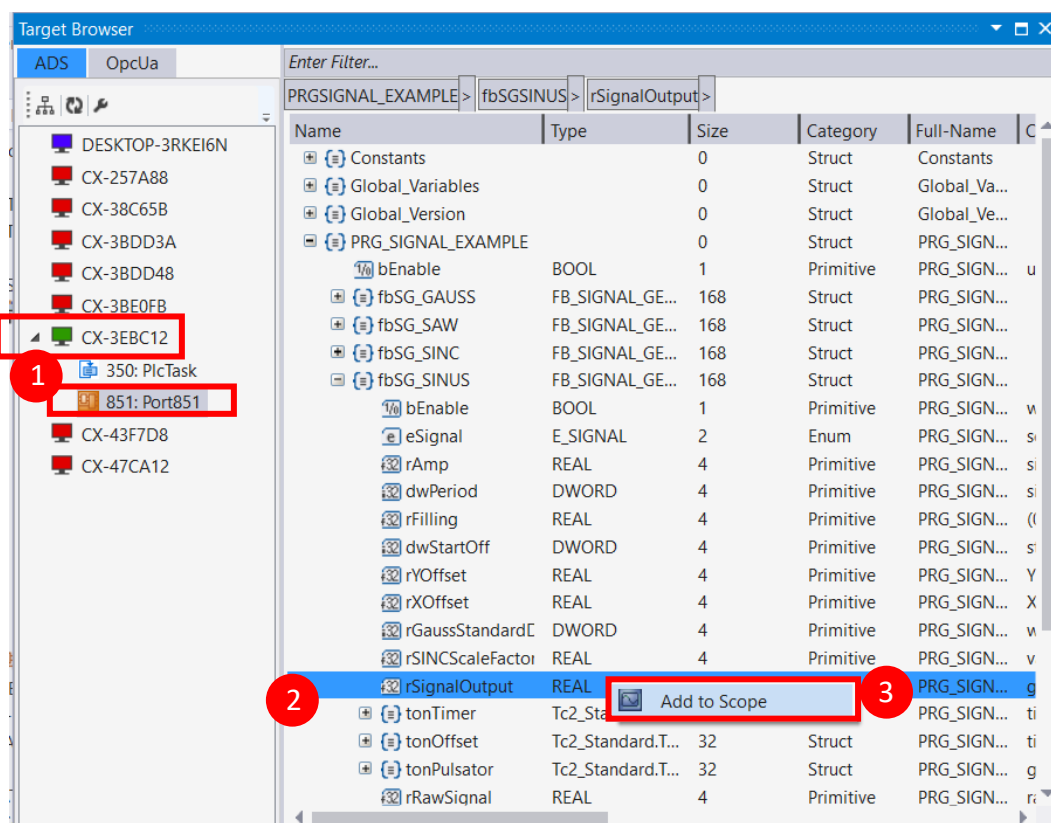 Target Browser
ADS OpcUa
Enter Filter...
PRGSIGNAL_EXAMPLE > fbSGSINUS > rSignalOutput >
Name Type Size Category Full-Name
DESKTOP-3RKEI6N
CX-257A88
CX-38C65B
CX-3BDD3A
CX-3BDD48
CX-3BE0FB
CX-3EBC12
1
350: PlcTask
851: Port851
CX-43F7D8
CX-47CA12
Constants 0 Struct Constants
Global_Variables 0 Struct Global_Va...
Global_Version 0 Struct Global_Ve...
PRG_SIGNAL_EXAMPLE 0 Struct PRG_SIGN...
bEnable BOOL 1 Primitive PRG_SIGN... u
fbSG_GAUSS FB_SIGNAL_GE... 168 Struct PRG_SIGN...
fbSG_SAW FB_SIGNAL_GE... 168 Struct PRG_SIGN...
fbSG_SINC FB_SIGNAL_GE... 168 Struct PRG_SIGN...
fbSG_SINUS FB_SIGNAL_GE... 168 Struct PRG_SIGN...
bEnable BOOL 1 Primitive PRG_SIGN...
eSignal E_SIGNAL 2 Enum PRG_SIGN...
rAmp REAL 4 Primitive PRG_SIGN...
dwPeriod DWORD 4 Primitive PRG_SIGN...
rFilling REAL 4 Primitive PRG_SIGN...
dwStartOff DWORD 4 Primitive PRG_SIGN...
rYOffset REAL 4 Primitive PRG_SIGN... Y
rXOffset REAL 4 Primitive PRG_SIGN... X
rGaussStandardD DWORD 4 Primitive PRG_SIGN...
rSINCScaleFactor REAL 4 Primitive PRG_SIGN... v
2 rSignalOutput REAL Add to Scope 3 PRG_SIGN... g
tonTimer Tc2_Sta PRG_SIGN... ti
tonOffset Tc2_Standard.T... 32 Struct PRG_SIGN... ti
tonPulsator Tc2_Standard.T... 32 Struct PRG_SIGN... g
rRawSignal REAL 4 Primitive PRG_SIGN...